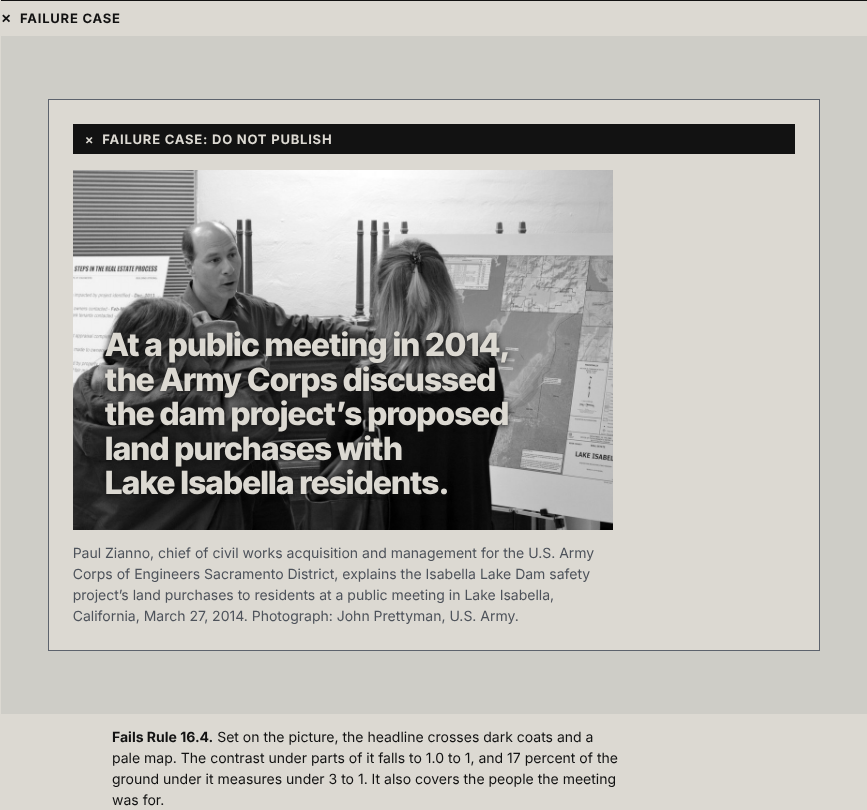 × FAILURE CASE
× FAILURE CASE: DO NOT PUBLISH
STEPS IN THE REAL ESTATE PROCESS
At a public meeting in 2014,
the Army Corps discussed
the dam project’s proposed
land purchases with
Lake Isabella residents.
LAKE ISABEL
Paul Zianno, chief of civil works acquisition and management for the U.S. Army
Corps of Engineers Sacramento District, explains the Isabella Lake Dam safety
project’s land purchases to residents at a public meeting in Lake Isabella,
California, March 27, 2014. Photograph: John Prettyman, U.S. Army.
Fails Rule 16.4. Set on the picture, the headline crosses dark coats and a
pale map. The contrast under parts of it falls to 1.0 to 1, and 17 percent of the
ground under it measures under 3 to 1. It also covers the people the meeting
was for.